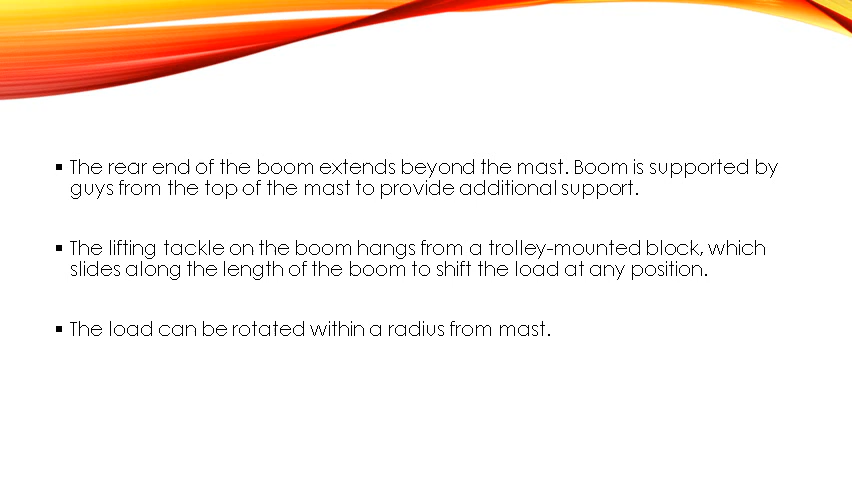 ▪ The rear end of the boom extends beyond the mast. Boom is supported by
guys from the top of the mast to provide additional support.
▪ The lifting tackle on the boom hangs from a trolley-mounted block, which
slides along the length of the boom to shift the load at any position.
▪ The load can be rotated within a radius from mast.